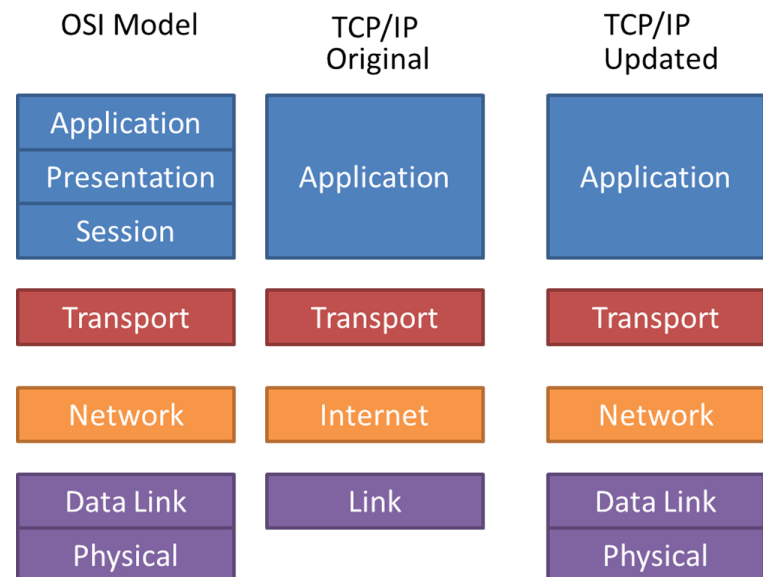 OSI Model
TCP/IP
Original
TCP/IP
Updated
Application
Presentation
Session
Application
Application
Transport
Transport
Transport
Network
Internet
Network
Data Link
Physical
Link
Data Link
Physical